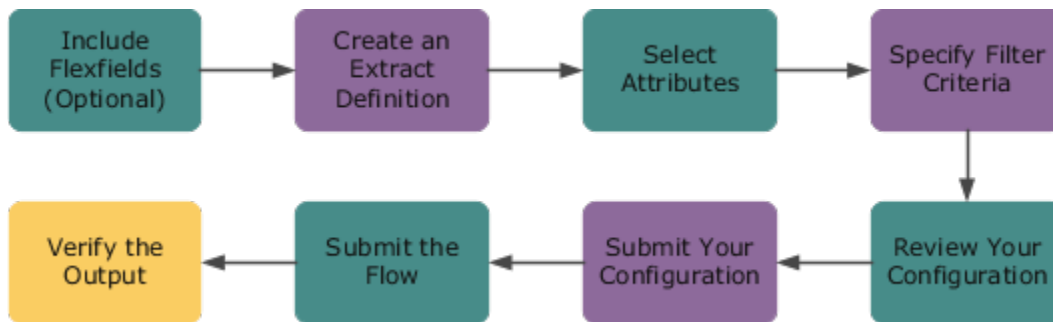 Include
Flexfields
(Optional)
Create an
Extract
Definition
Select
Attributes
Specify Filter
Criteria
Review Your
Configuration
Submit Your
Configuration
Submit the
Flow
Verify the
Output